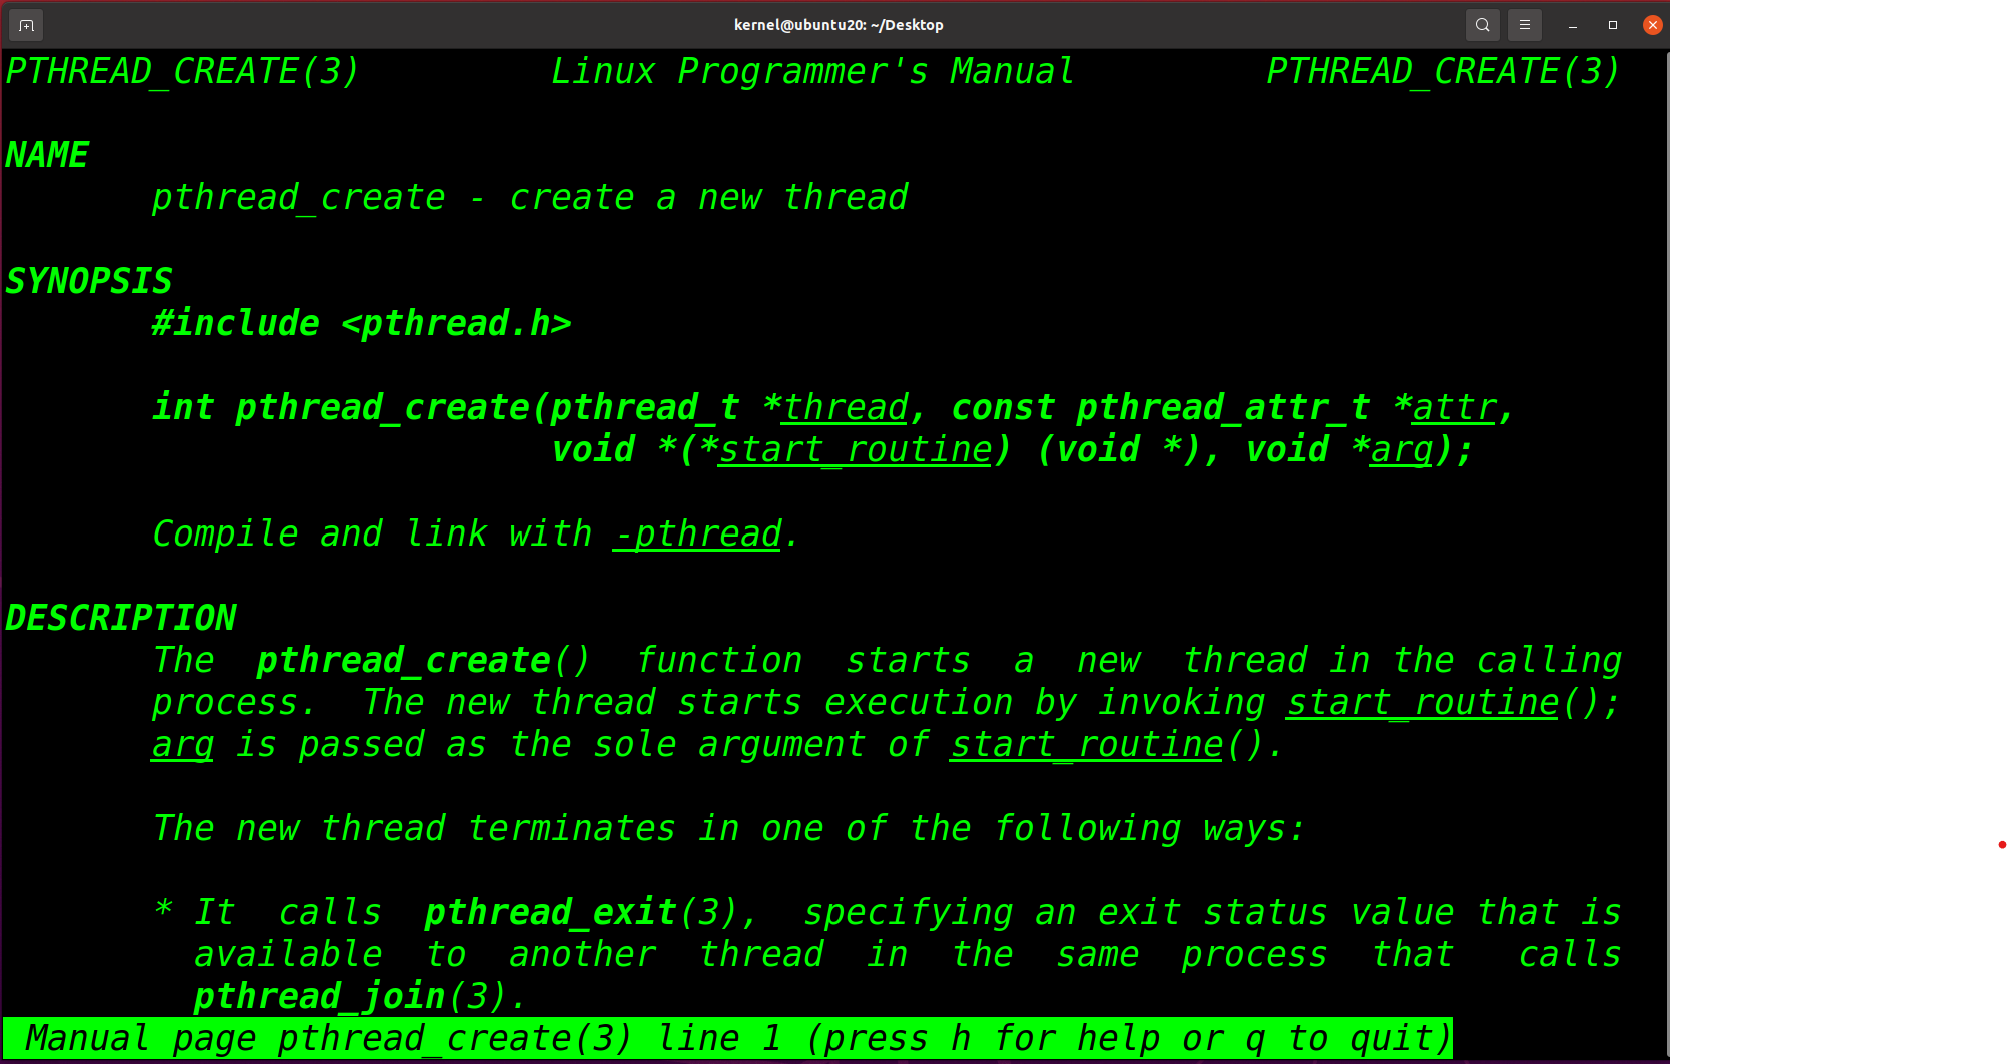 kernel@ubuntu20: ~/Desktop
PTHREAD_CREATE(3) Linux Programmer's Manual PTHREAD_CREATE(3)
NAME
pthread_create - create a new thread
SYNOPSIS
#include <pthread.h>
int pthread_create(pthread_t *thread, const pthread_attr_t *attr,
void *(*start_routine) (void *), void *arg);
Compile and link with -pthread.
DESCRIPTION
The pthread_create() function starts a new thread in the calling
process. The new thread starts execution by invoking start_routine();
arg is passed as the sole argument of start_routine().
The new thread terminates in one of the following ways:
* It calls pthread_exit(3), specifying an exit status value that is
available to another thread in the same process that calls
pthread_join(3).
Manual page pthread_create(3) line 1 (press h for help or q to quit)